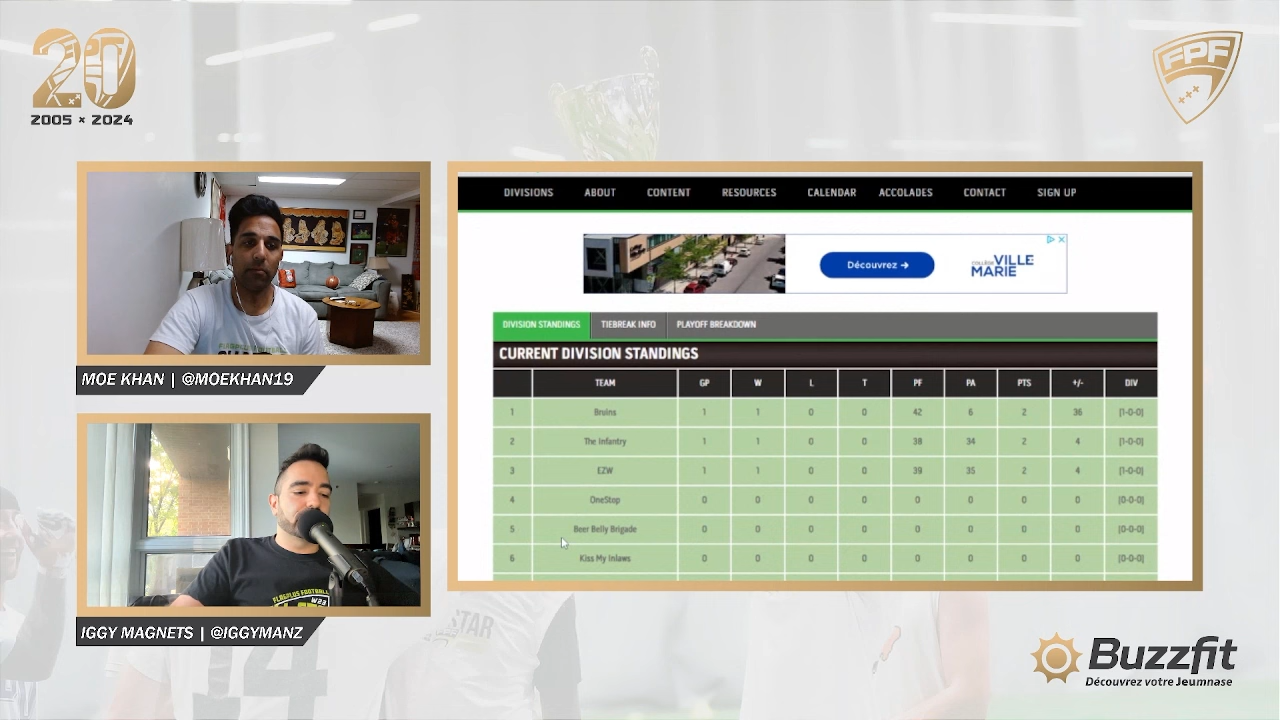 20
2005 × 2024
FPF
MOE KHAN | @MOEKHAN19
FLAGPLUS FOOTBALL
W23
IGGY MAGNETS | @IGGYMANZ
DIVISIONS ABOUT CONTENT RESOURCES CALENDAR ACCOLADES CONTACT SIGN UP
Découvrez →
COLLÈGE VILLE
MARIE
DIVISION STANDINGS TIEBREAK INFO PLAYOFF BREAKDOWN
CURRENT DIVISION STANDINGS
TEAM GP W L T PF PA PTS +/- DIV
1 Bruins 1 1 0 0 42 6 2 36 [1-0-0]
2 The Infantry 1 1 0 0 38 34 2 4 [1-0-0]
3 EZW 1 1 0 0 39 35 2 4 [1-0-0]
4 OneStop 0 0 0 0 0 0 0 0 [0-0-0]
5 Beer Belly Brigade 0 0 0 0 0 0 0 0 [0-0-0]
6 Kiss My Inlaws 0 0 0 0 0 0 0 0 [0-0-0]
STAR
14
Buzzfit
Découvrez votre Jeumnase